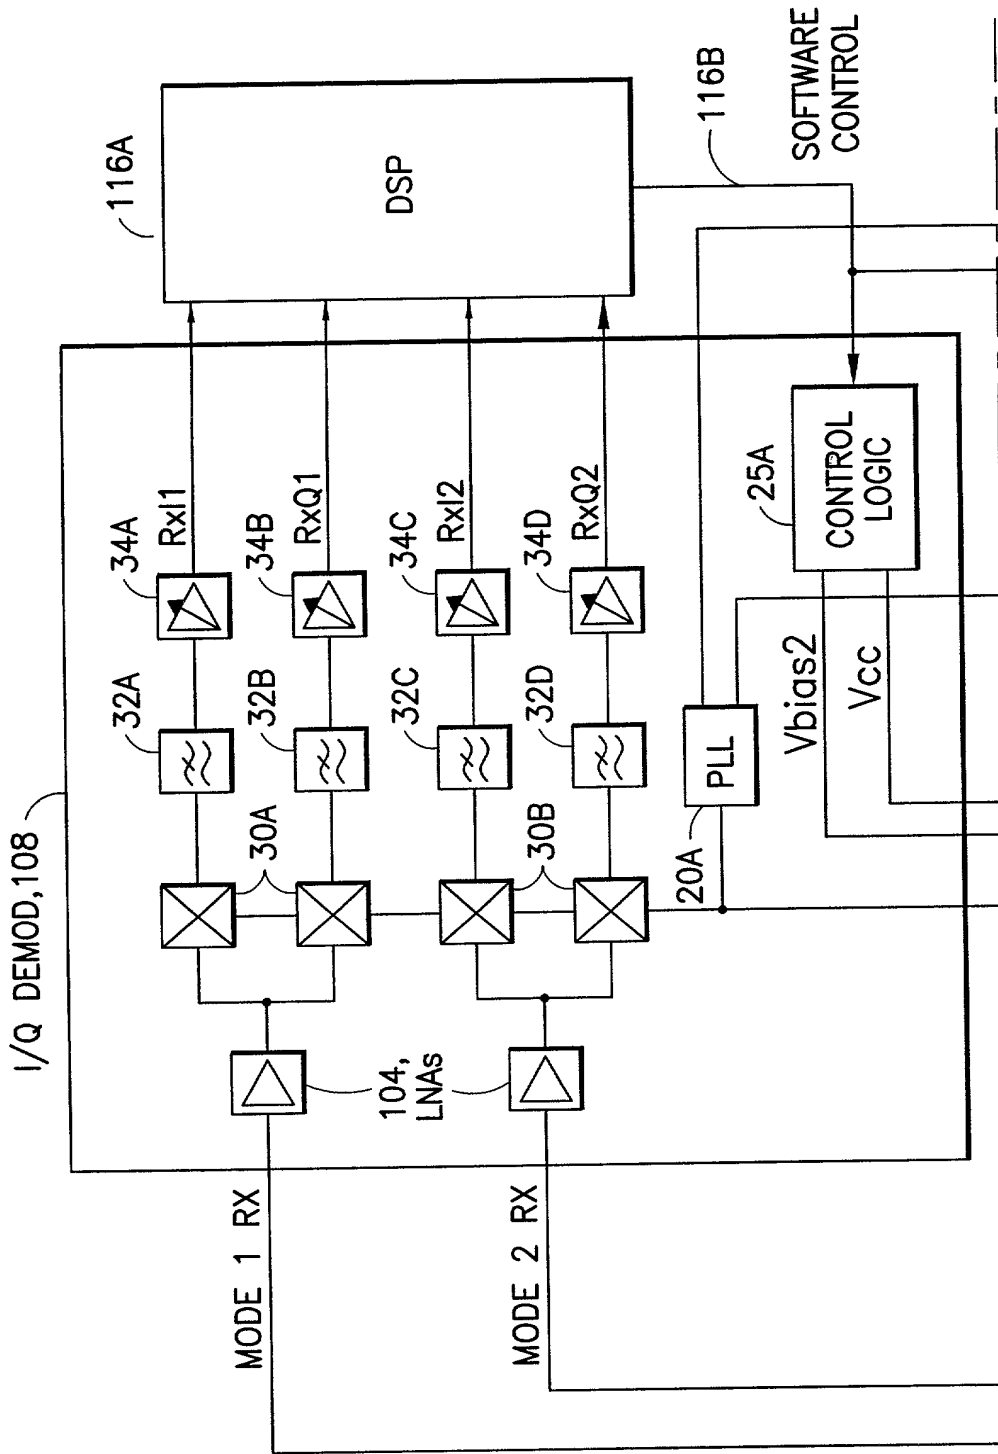 I/Q DEMOD,108
116A
DSP
116B
SOFTWARE
CONTROL
34A
RxI1
34B
RxQ1
34C
RxI2
34D
RxQ2
32A
32B
32C
32D
30A
30B
104,
LNAs
MODE 1 RX
MODE 2 RX
20A
PLL
25A
CONTROL
LOGIC
Vbias2
Vcc